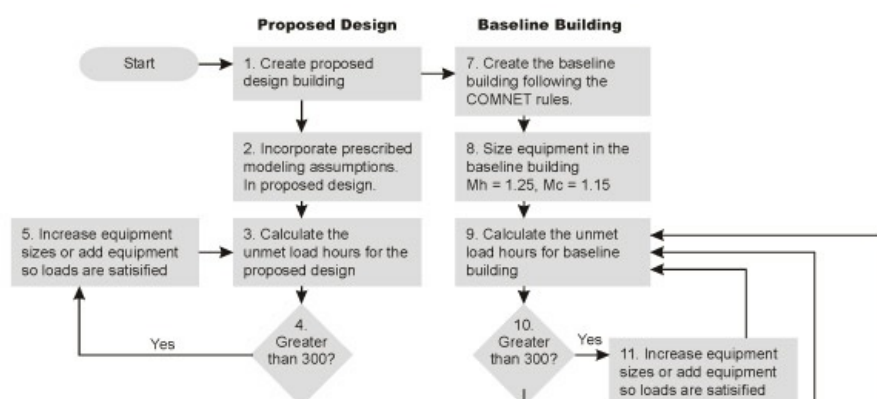 Proposed Design
Baseline Building
Start
1. Create proposed
design building
7. Create the baseline
building following the
COMNET rules.
2. Incorporate prescribed
modeling assumptions.
In proposed design.
8. Size equipment in the
baseline building
Mh = 1.25, Mc = 1.15
5. Increase equipment
sizes or add equipment
so loads are satisified
3. Calculate the
unmet load hours for the
proposed design
9. Calculate the unmet
load hours for baseline
building
4.
Greater
than 300?
Yes
10.
Greater
than 300?
Yes
11. Increase equipment
sizes or add equipment
so loads are satisified